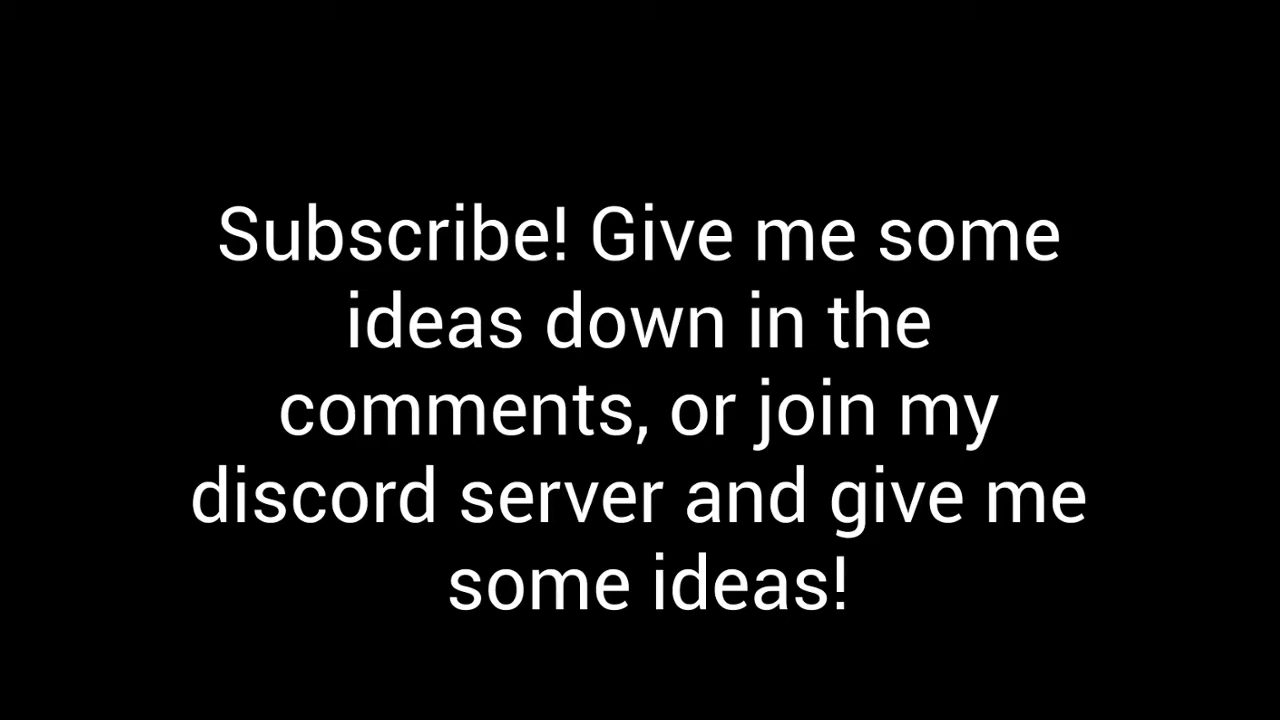 Subscribe! Give me some
ideas down in the
comments, or join my
discord server and give me
some ideas!